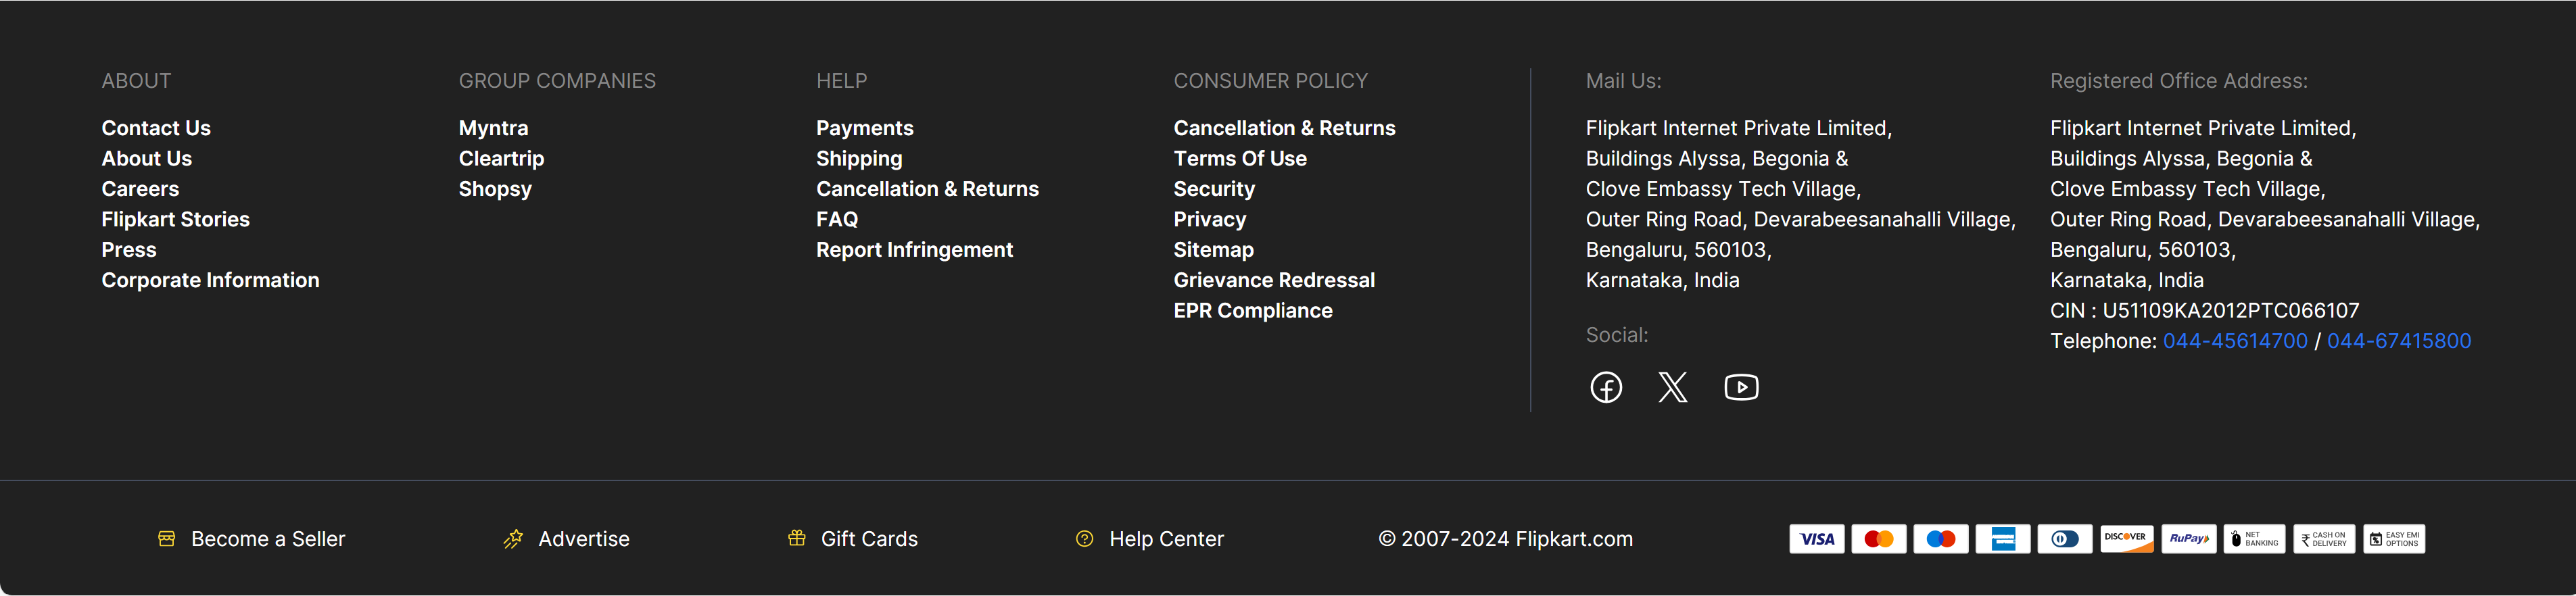 ABOUT
Contact Us
About Us
Careers
Flipkart Stories
Press
Corporate Information
GROUP COMPANIES
Myntra
Cleartrip
Shopsy
HELP
Payments
Shipping
Cancellation & Returns
FAQ
Report Infringement
CONSUMER POLICY
Cancellation & Returns
Terms Of Use
Security
Privacy
Sitemap
Grievance Redressal
EPR Compliance
Mail Us:
Flipkart Internet Private Limited,
Buildings Alyssa, Begonia &
Clove Embassy Tech Village,
Outer Ring Road, Devarabeesanahalli Village,
Bengaluru, 560103,
Karnataka, India
Social:
Registered Office Address:
Flipkart Internet Private Limited,
Buildings Alyssa, Begonia &
Clove Embassy Tech Village,
Outer Ring Road, Devarabeesanahalli Village,
Bengaluru, 560103,
Karnataka, India
CIN : U51109KA2012PTC066107
Telephone: 044-45614700 / 044-67415800
Become a Seller
Advertise
Gift Cards
Help Center
© 2007-2024 Flipkart.com
VISA
DISCOVER
RuPay
NET
BANKING
₹ CASH ON
DELIVERY
EASY EMI
OPTIONS